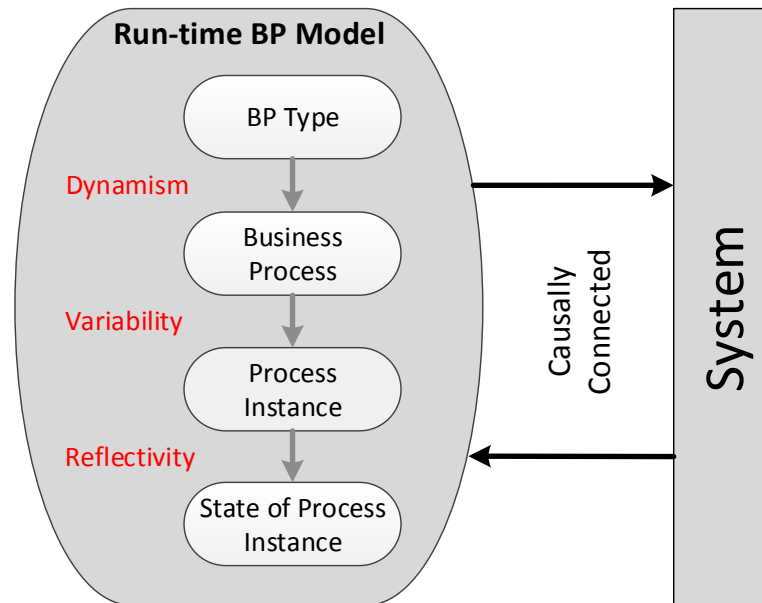 Run-time BP Model
BP Type
Dynamism
Business
Process
Variability
Process
Instance
Reflectivity
State of Process
Instance
Causally
Connected
System